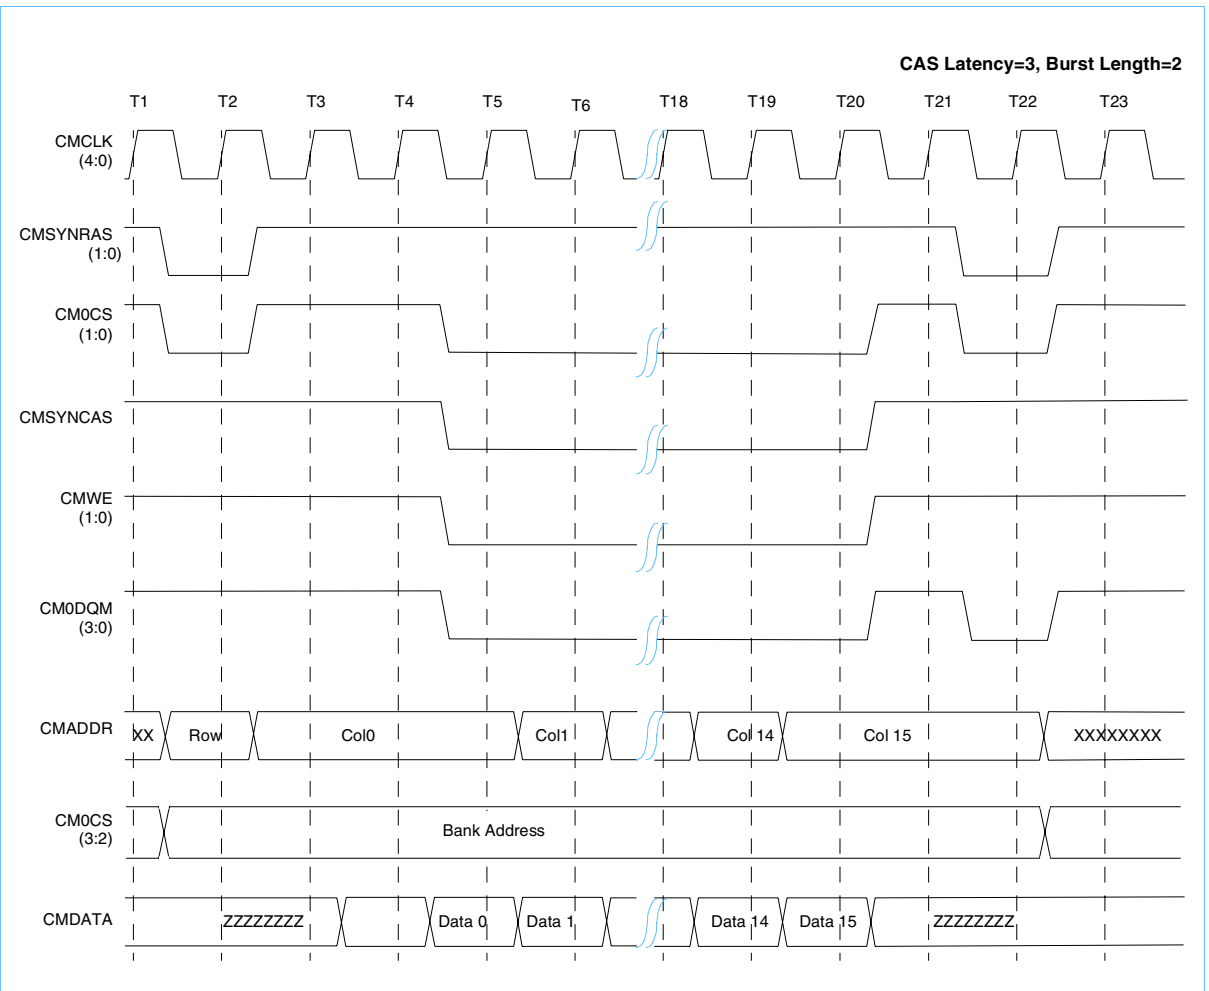 CAS Latency=3, Burst Length=2
T1 T2 T3 T4 T5 T6 T18 T19 T20 T21 T22 T23
CMCLK
(4:0)
CMSYNRAS
(1:0)
CM0CS
(1:0)
CMSYNCAS
CMWE
(1:0)
CM0DQM
(3:0)
CMADDR XX Row Col0 Col1 Col 14 Col 15 XXXXXXXX
CM0CS
(3:2)
Bank Address
CMDATA ZZZZZZZZ Data 0 Data 1 Data 14 Data 15 ZZZZZZZZ